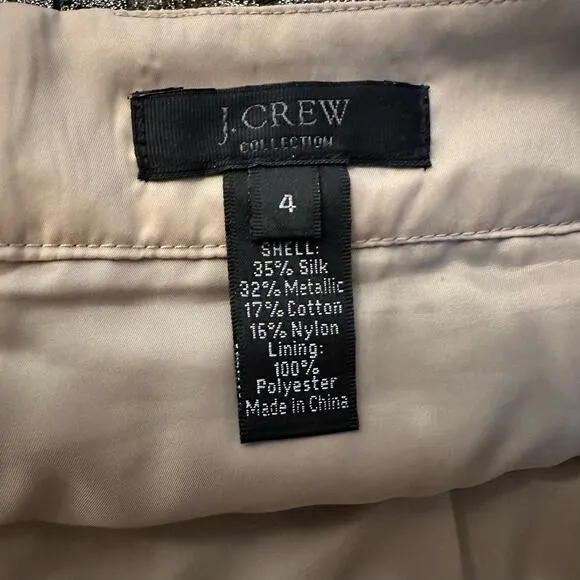 J.CREW
COLLECTION
4
SHELL:
35% Silk
32% Metallic
17% Cotton
16% Nylon
Lining:
100%
Polyester
Made in China